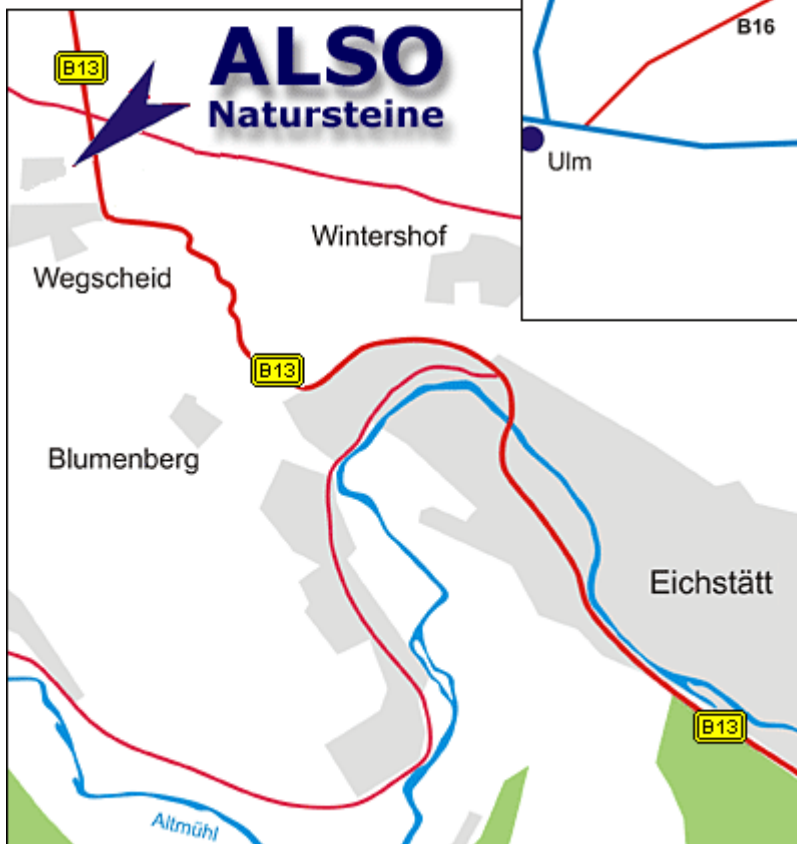 B16
Ulm
B13
ALSO
Natursteine
Wintershof
Wegscheid
B13
Blumenberg
Eichstätt
B13
Altmühl